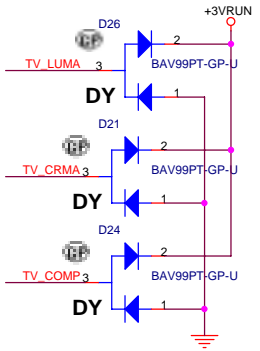 +3VRUN
D26
GP
2
TV_LUMA 3 BAV99PT-GP-U
DY 1
D21
GP
2
TV_CRMA 3 BAV99PT-GP-U
DY 1
D24
GP
2
TV_COMP 3 BAV99PT-GP-U
DY 1